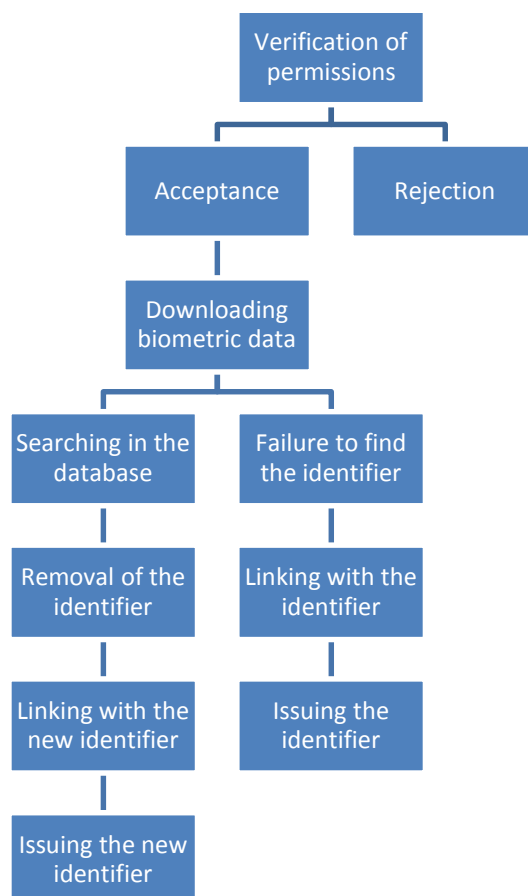 Verification of
permissions
Acceptance
Rejection
Downloading
biometric data
Searching in the
database
Failure to find
the identifier
Removal of the
identifier
Linking with the
identifier
Linking with the
new identifier
Issuing the
identifier
Issuing the new
identifier